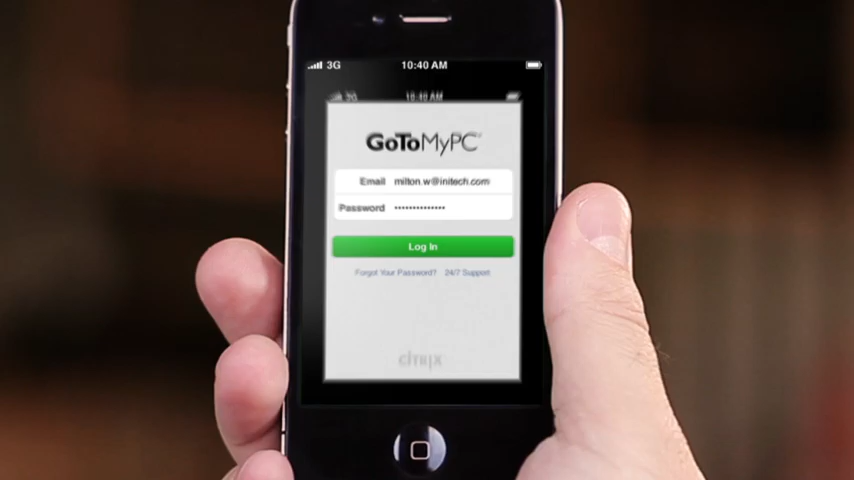 3G 10:40 AM
3G 10:40 AM
GoToMyPC
Email milton.w@initech.com
Password ••••••••••••••
Log In
Forgot Your Password? 24/7 Support
citrix